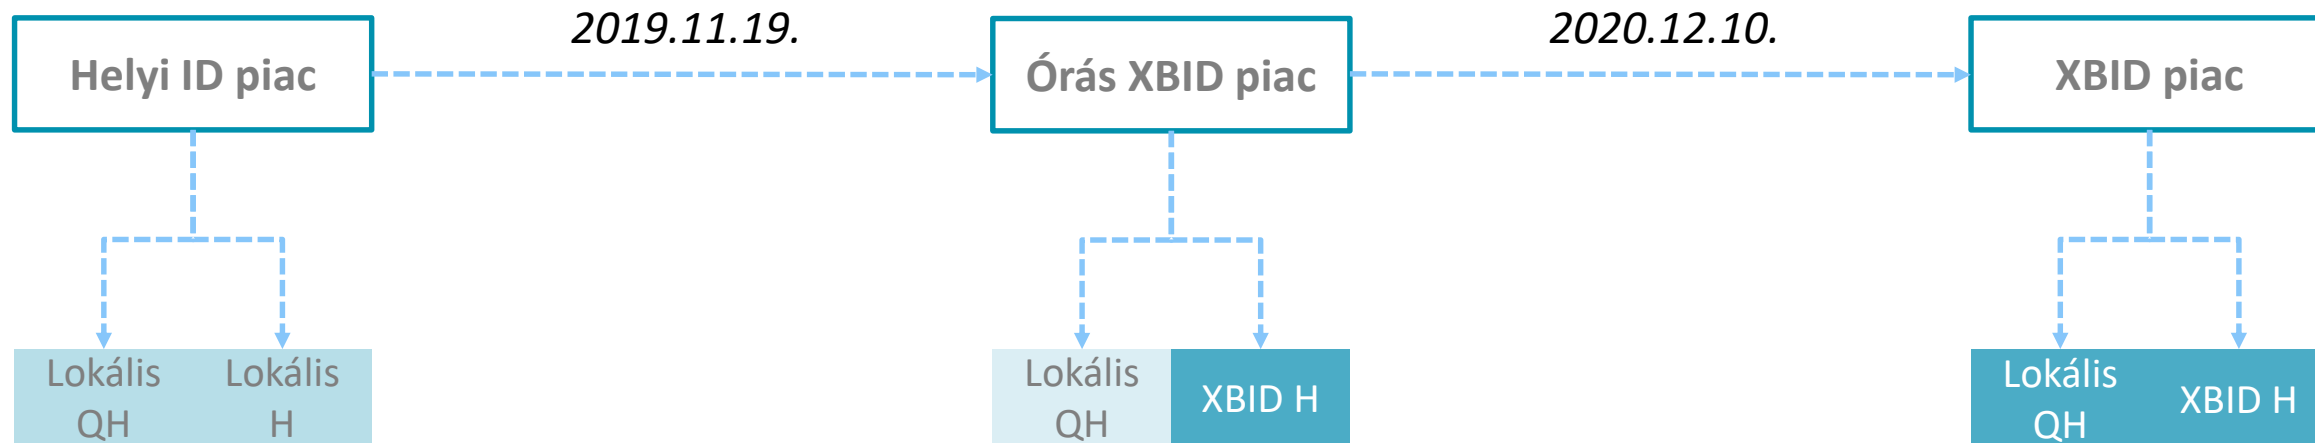 2019.11.19.
2020.12.10.
Helyi ID piac
Órás XBID piac
XBID piac
Lokális
QH
Lokális
H
Lokális
QH
XBID H
Lokális
QH
XBID H